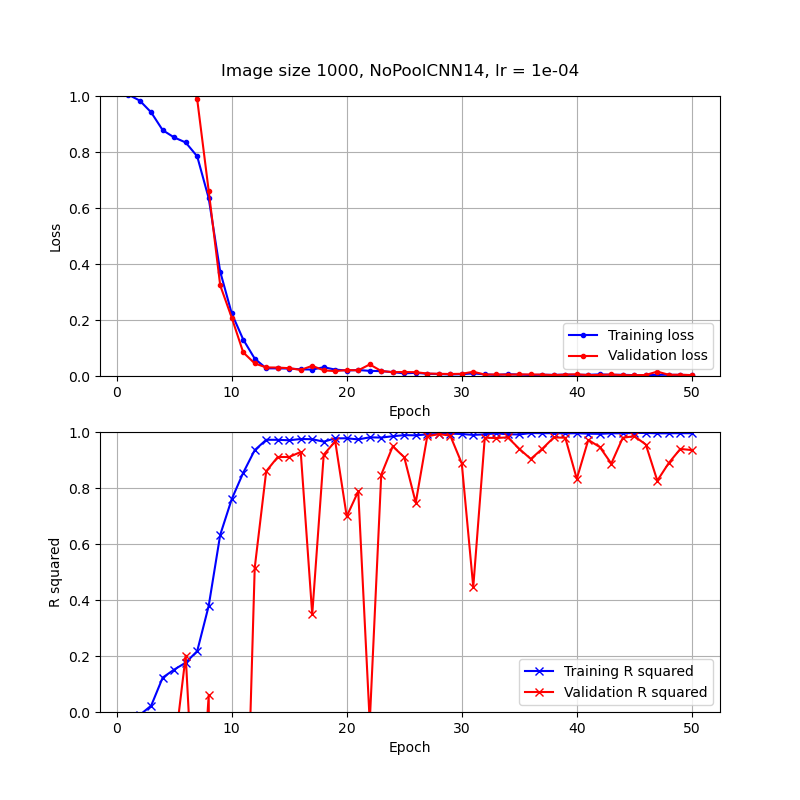 Image size 1000, NoPoolCNN14, lr = 1e-04
1.0
0.8
0.6
0.4
0.2
0.0
Loss
Training loss
Validation loss
0 10 20 30 40 50
Epoch
1.0
0.8
0.6
0.4
0.2
0.0
R squared
Training R squared
Validation R squared
0 10 20 30 40 50
Epoch